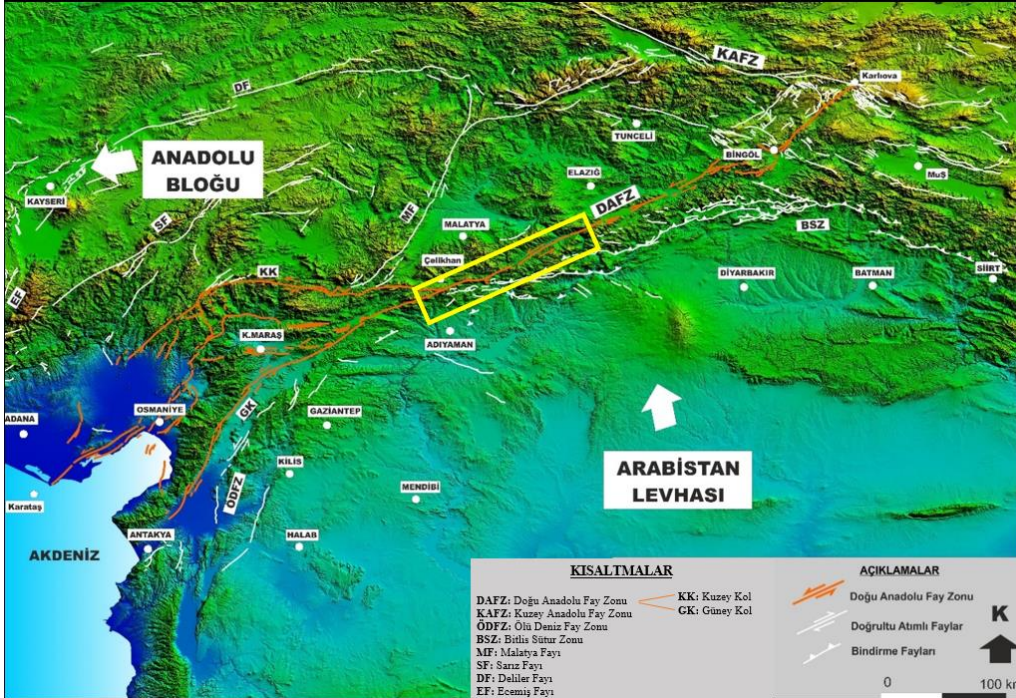 KAFZ
Karlıova
DF
TUNCELİ
BİNGÖL
ANADOLU
BLOĞU
MUŞ
ELAZIĞ
KAYSERİ
DAFZ
MF
SF
MALATYA
BSZ
Çelikhan
KK
DİYARBAKIR
BATMAN
SİİRT
EF
K.MARAŞ
ADIYAMAN
OSMANİYE
GK
GAZİANTEP
ADANA
ARABİSTAN
LEVHASI
KİLİS
ÖDFZ
MENDİBİ
Karataş
ANTAKYA
HALAB
AKDENİZ
KISALTMALAR
DAFZ: Doğu Anadolu Fay Zonu
KK: Kuzey Kol
KAFZ: Kuzey Anadolu Fay Zonu
GK: Güney Kol
ÖDFZ: Ölü Deniz Fay Zonu
BSZ: Bitlis Sütur Zonu
MF: Malatya Fayı
SF: Sarız Fayı
DF: Deliler Fayı
EF: Ecemiş Fayı
AÇIKLAMALAR
Doğu Anadolu Fay Zonu
Doğrultu Atımlı Faylar
Bindirme Fayları
K
0 100 km